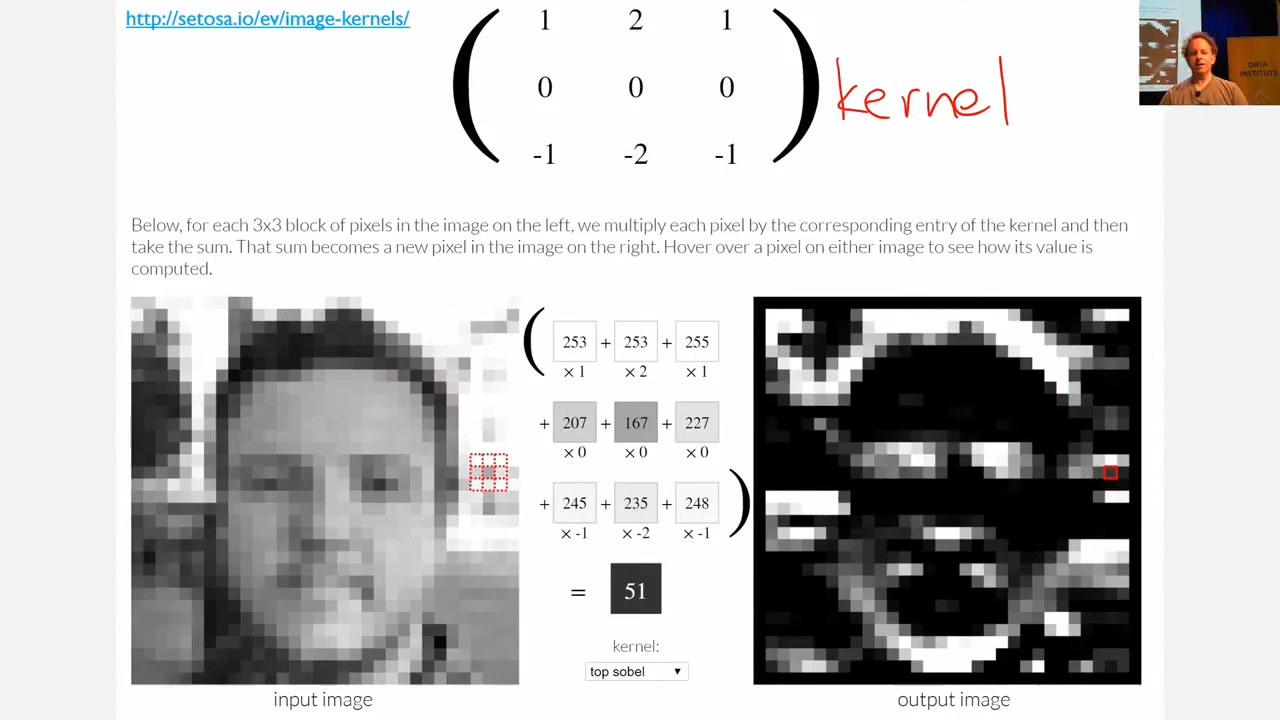 http://setosa.io/ev/image-kernels/
1 2 1
0 0 0
-1 -2 -1
kernel
DATA
INSTITUTE
Below, for each 3x3 block of pixels in the image on the left, we multiply each pixel by the corresponding entry of the kernel and then
take the sum. That sum becomes a new pixel in the image on the right. Hover over a pixel on either image to see how its value is
computed.
( 253 + 253 + 255
×1 ×2 ×1
+ 207 + 167 + 227
×0 ×0 ×0
+ 245 + 235 + 248 )
× -1 × -2 × -1
= 51
kernel:
top sobel ▼
input image
output image